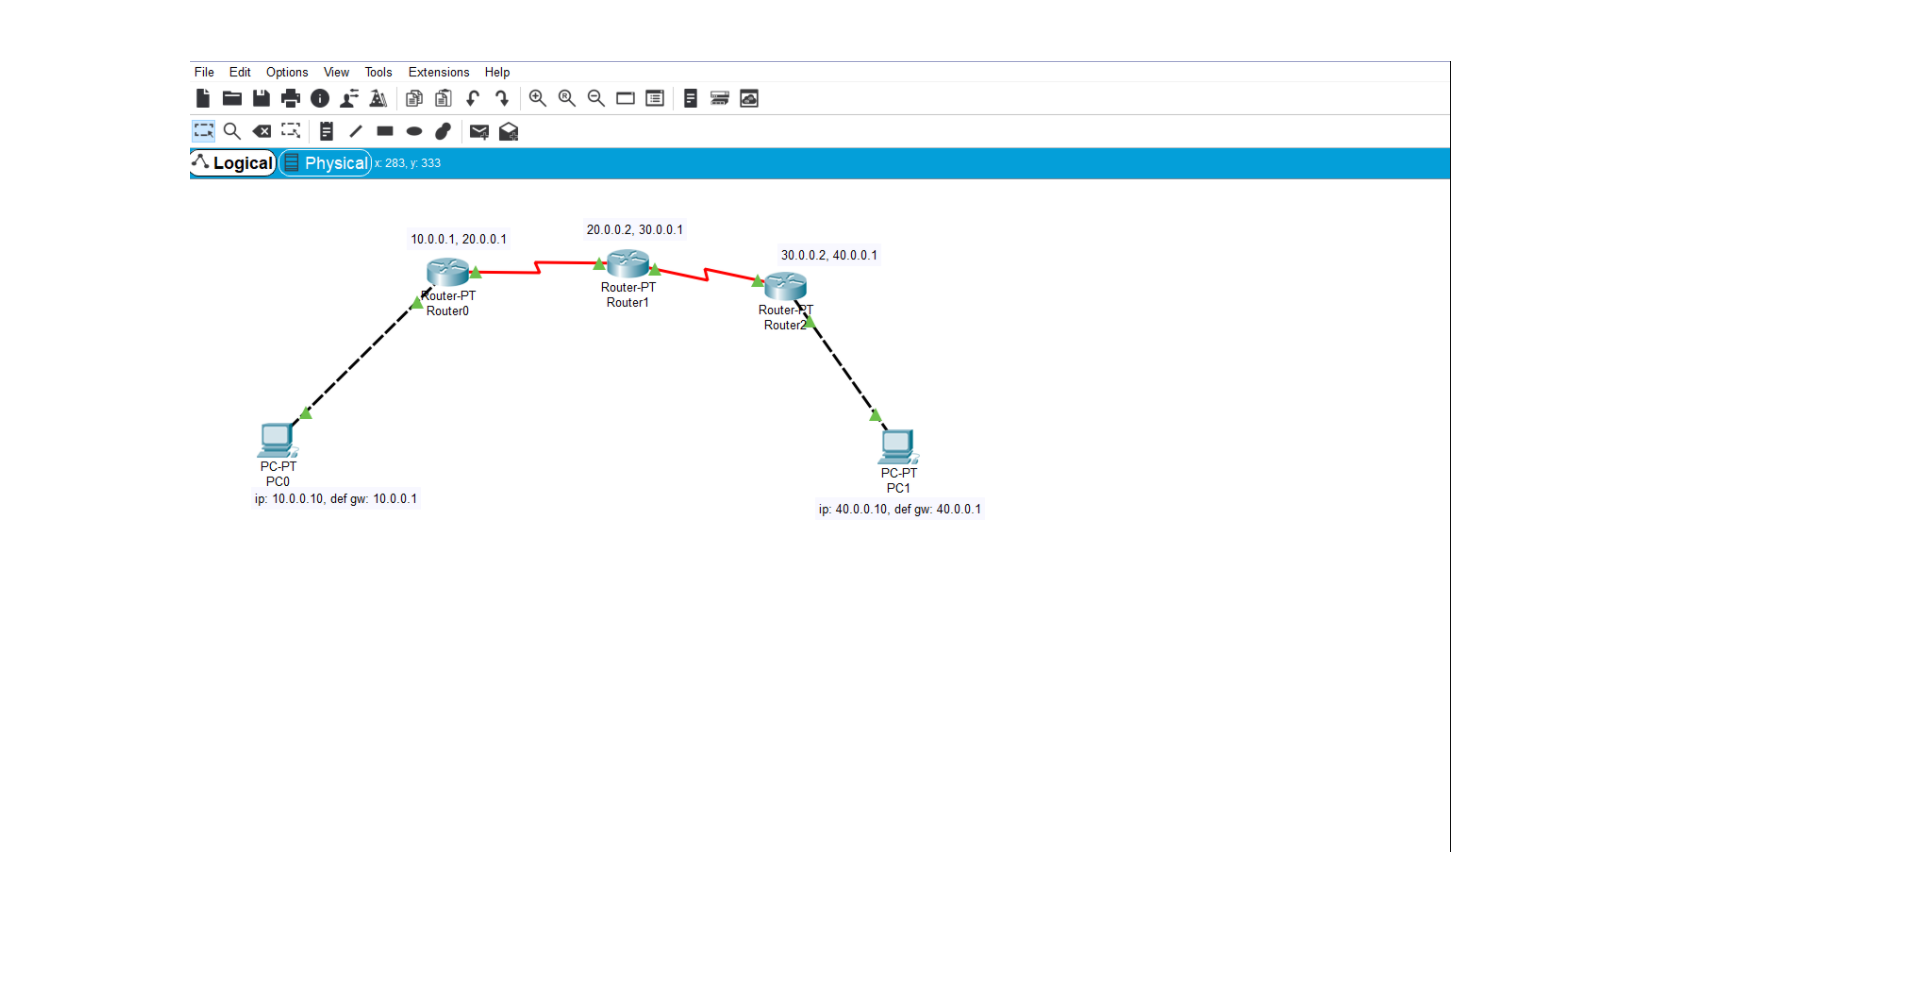 File Edit Options View Tools Extensions Help
Logical Physical x: 283, y: 333
10.0.0.1, 20.0.0.1
20.0.0.2, 30.0.0.1
30.0.0.2, 40.0.0.1
Router-PT
Router0
Router-PT
Router1
Router-PT
Router2
PC-PT
PC0
ip: 10.0.0.10, def gw: 10.0.0.1
PC-PT
PC1
ip: 40.0.0.10, def gw: 40.0.0.1